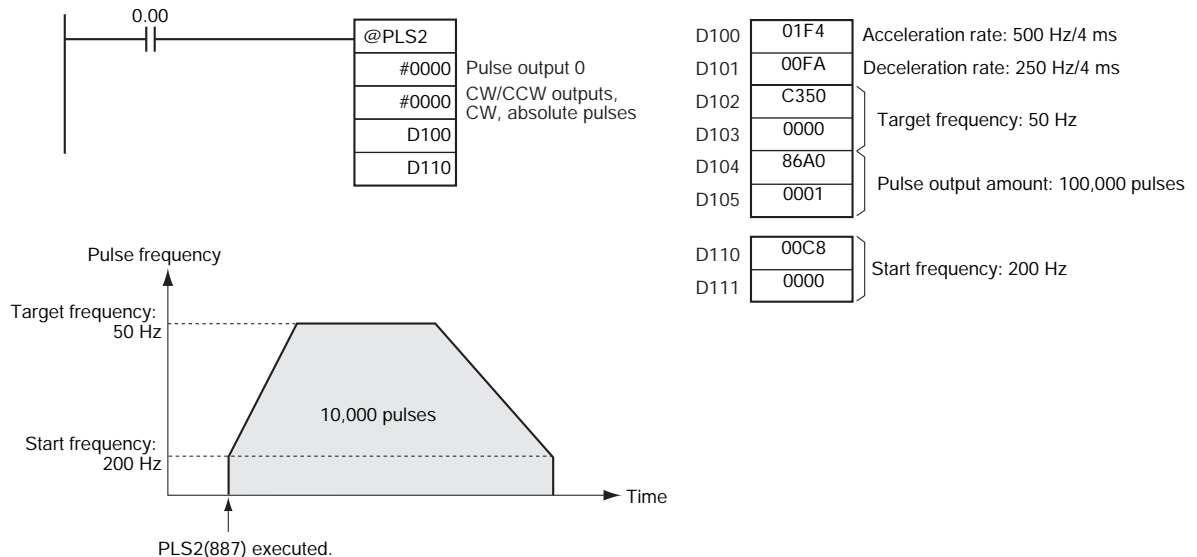 0.00
@PLS2
#0000 Pulse output 0
#0000 CW/CCW outputs,
CW, absolute pulses
D100
D110
D100 01F4 Acceleration rate: 500 Hz/4 ms
D101 00FA Deceleration rate: 250 Hz/4 ms
D102 C350
D103 0000
Target frequency: 50 Hz
D104 86A0
D105 0001
Pulse output amount: 100,000 pulses
D110 00C8
D111 0000
Start frequency: 200 Hz
Pulse frequency
Target frequency:
50 Hz
10,000 pulses
Start frequency:
200 Hz
Time
PLS2(887) executed.